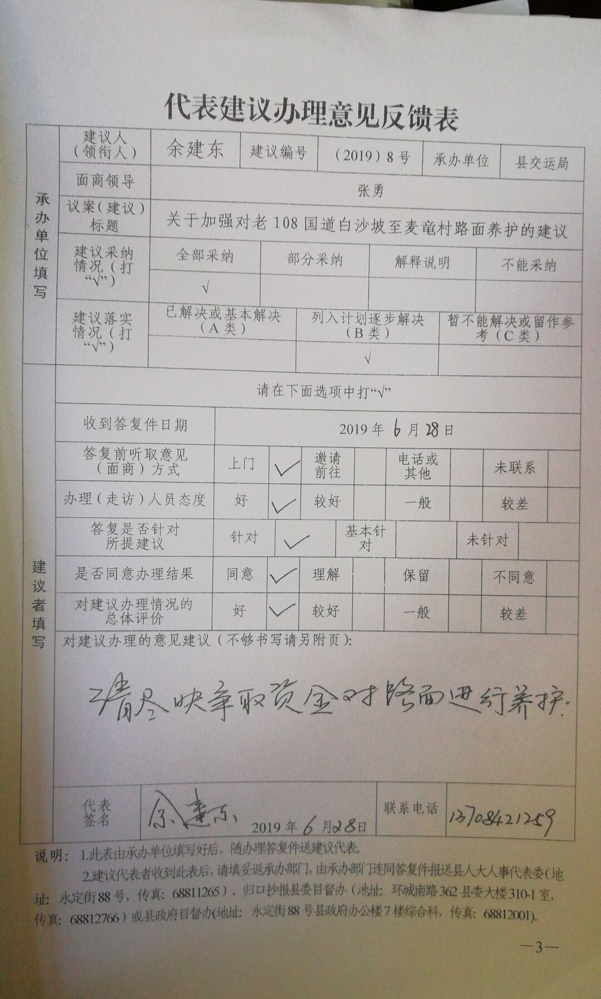 代表建议办理意见反馈表
承办单位填写
建议人
（领衔人）
余建东
建议编号
（2019）8号
承办单位
县交运局
面商领导
张勇
议案（建议）
标题
关于加强对老108国道白沙坡至麦竜村路面养护的建议
建议采纳
情况（打
“√”）
全部采纳
部分采纳
解释说明
不能采纳
√
建议落实
情况（打
“√”）
已解决或基本解决
（A类）
列入计划逐步解决
（B类）
暂不能解决或留作参
考（C类）
√
建议者填写
请在下面选项中打“√”
收到答复件日期
2019年6月28日
答复前听取意见
（面商）方式
上门
✓
邀请
前往
电话或
其他
未联系
办理（走访）人员态度
好
✓
较好
一般
较差
答复是否针对
所提建议
针对
✓
基本针
对
未针对
是否同意办理结果
同意
✓
理解
保留
不同意
对建议办理情况的
总体评价
好
✓
较好
一般
较差
对建议办理的意见建议（不够书写请另附页）：
请尽快争取资金对路面进行养护.
代表
签名
余建东
2019年6月28日
联系电话
13708421259
说明：1.此表由承办单位填写好后，随办理答复件送建议代表。
2.建议代表者收到此表后，请填妥返承办部门，由承办部门连同答复件报送县人大人事代表委（地
址：永定街88号，传真：68811265）、归口抄报县委目督办（地址：环城南路362县委大楼310-1室，
传真：68812766）或县政府目督办(地址：永定街88号县政府办公楼7楼综合科，传真：68812001)。
—3—